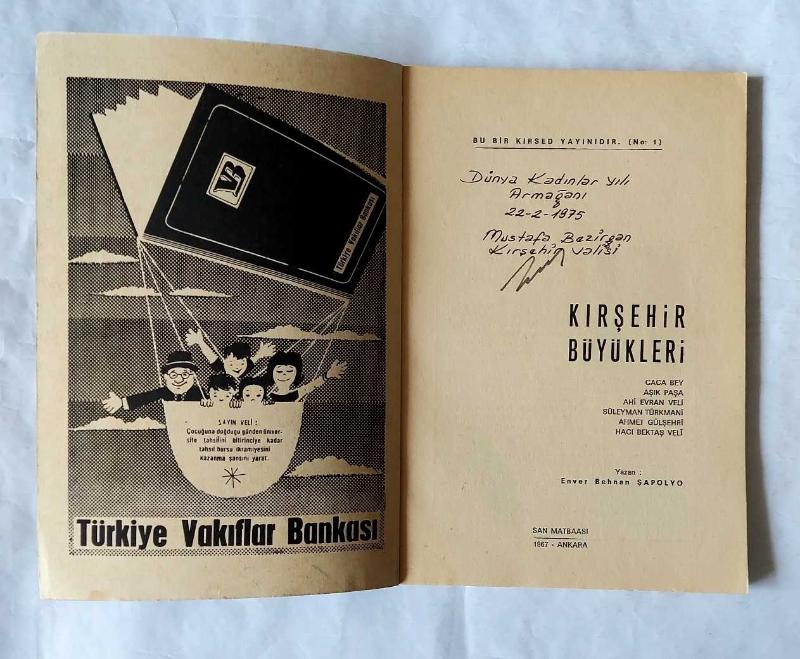 VB
Türkiye Vakıflar Bankası
SAYIN VELİ :
Çocuğuna doğduğu günden üniver-
site tahsilini bitirinciye kadar
tahsil bursu ikramiyesini
kazanma şansını yarat.
Türkiye Vakıflar Bankası
BU BİR KIRSED YAYINIDIR. (No: 1)
Dünya Kadınlar yılı
Armağanı
22-2-1975
Mustafa Bezirgan
Kırşehir Valisi
KIRŞEHİR
BÜYÜKLERİ
CACA BEY
AŞIK PAŞA
AHİ EVRAN VELİ
SÜLEYMAN TÜRKMANİ
AHMET GÜLŞEHRİ
HACI BEKTAŞ VELİ
Yazan :
Enver Behnan ŞAPOLYO
SAN MATBAASI
1967 - ANKARA